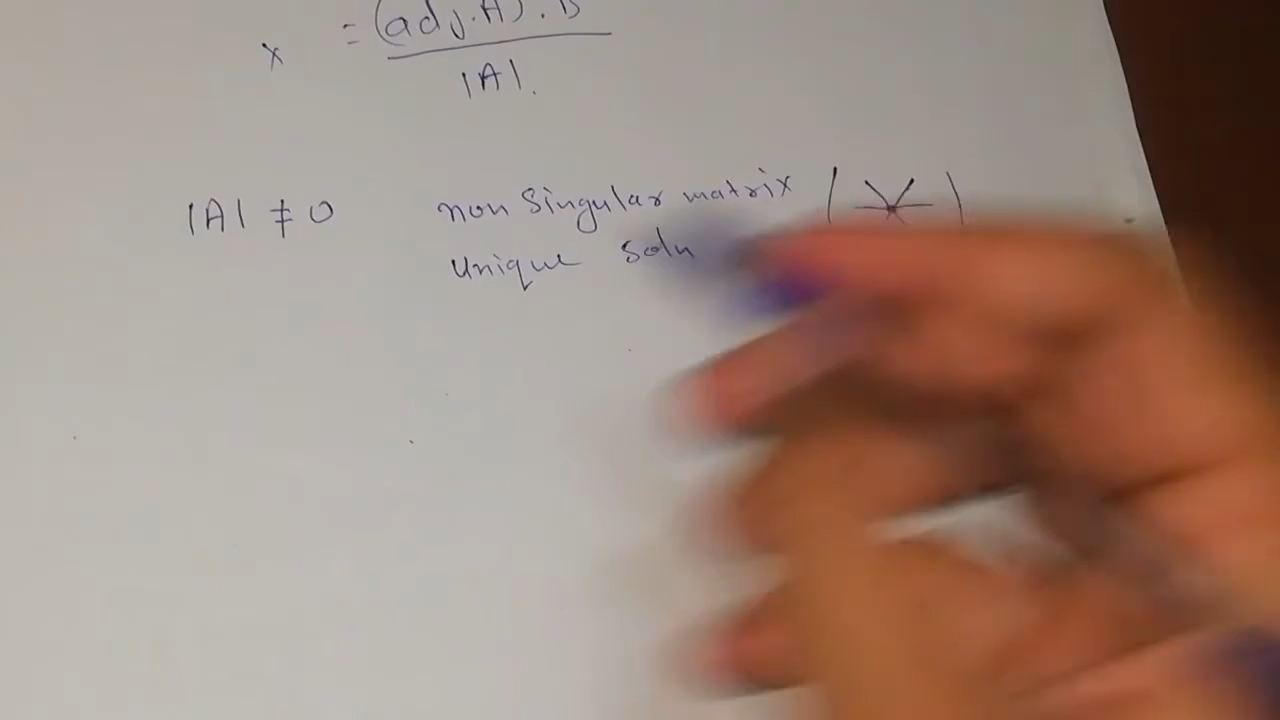 x = (adj.A).B
|A|.
|A| ≠ 0 non Singular matrix ( )
Unique soln